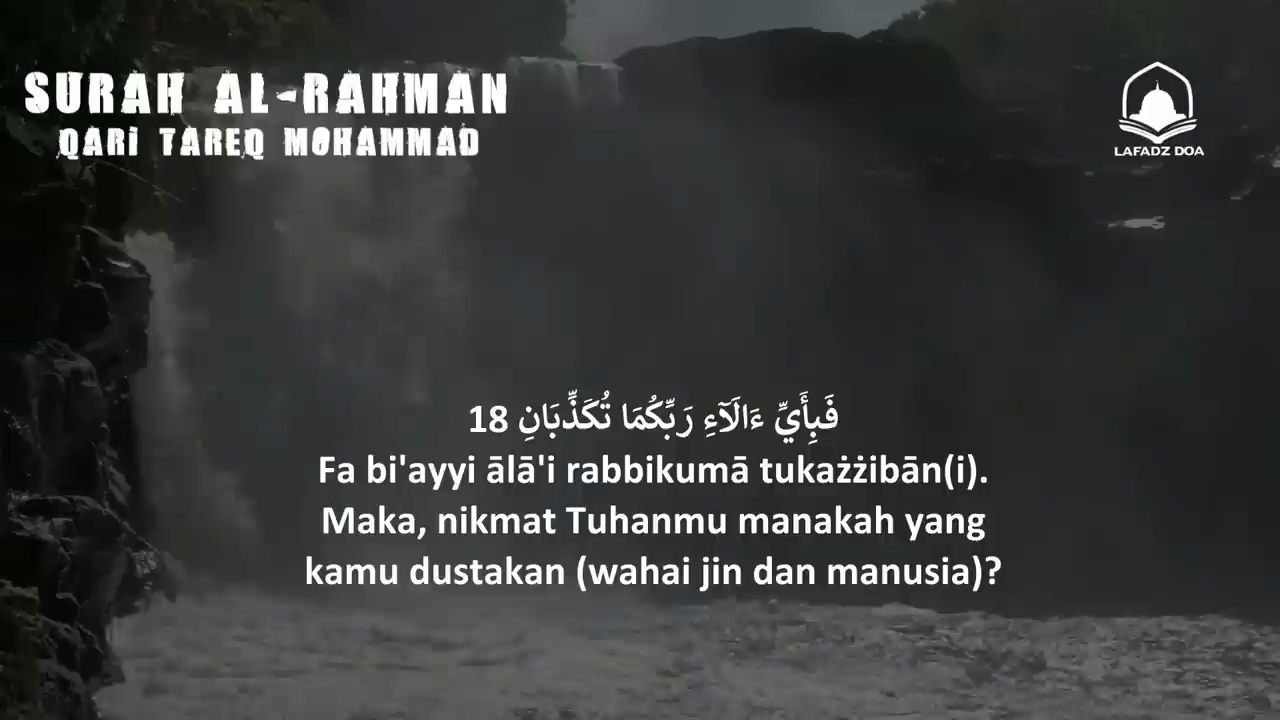 SURAH AL-RAHMAN
QARI TAREQ MOHAMMAD
LAFADZ DOA
فَبِأَيِّ ءَالَآءِ رَبِّكُمَا تُكَذِّبَانِ 18
Fa bi'ayyi ālā'i rabbikumā tukażżibān(i).
Maka, nikmat Tuhanmu manakah yang
kamu dustakan (wahai jin dan manusia)?